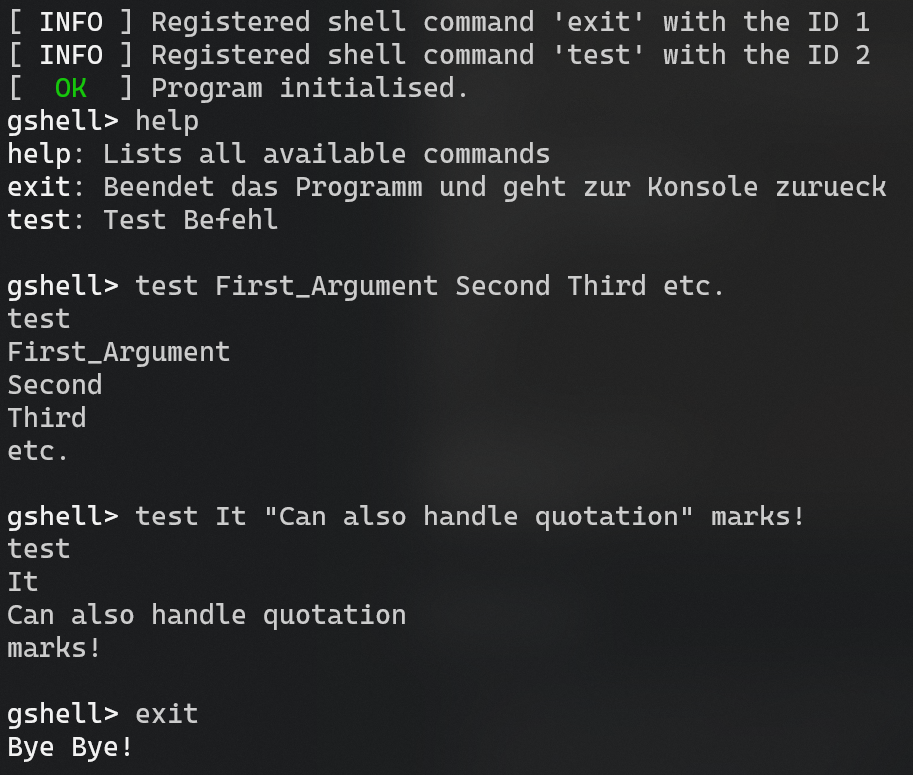 [ INFO ] Registered shell command 'exit' with the ID 1
[ INFO ] Registered shell command 'test' with the ID 2
[  OK  ] Program initialised.
gshell> help
help: Lists all available commands
exit: Beendet das Programm und geht zur Konsole zurueck
test: Test Befehl
gshell> test First_Argument Second Third etc.
test
First_Argument
Second
Third
etc.
gshell> test It "Can also handle quotation" marks!
test
It
Can also handle quotation
marks!
gshell> exit
Bye Bye!